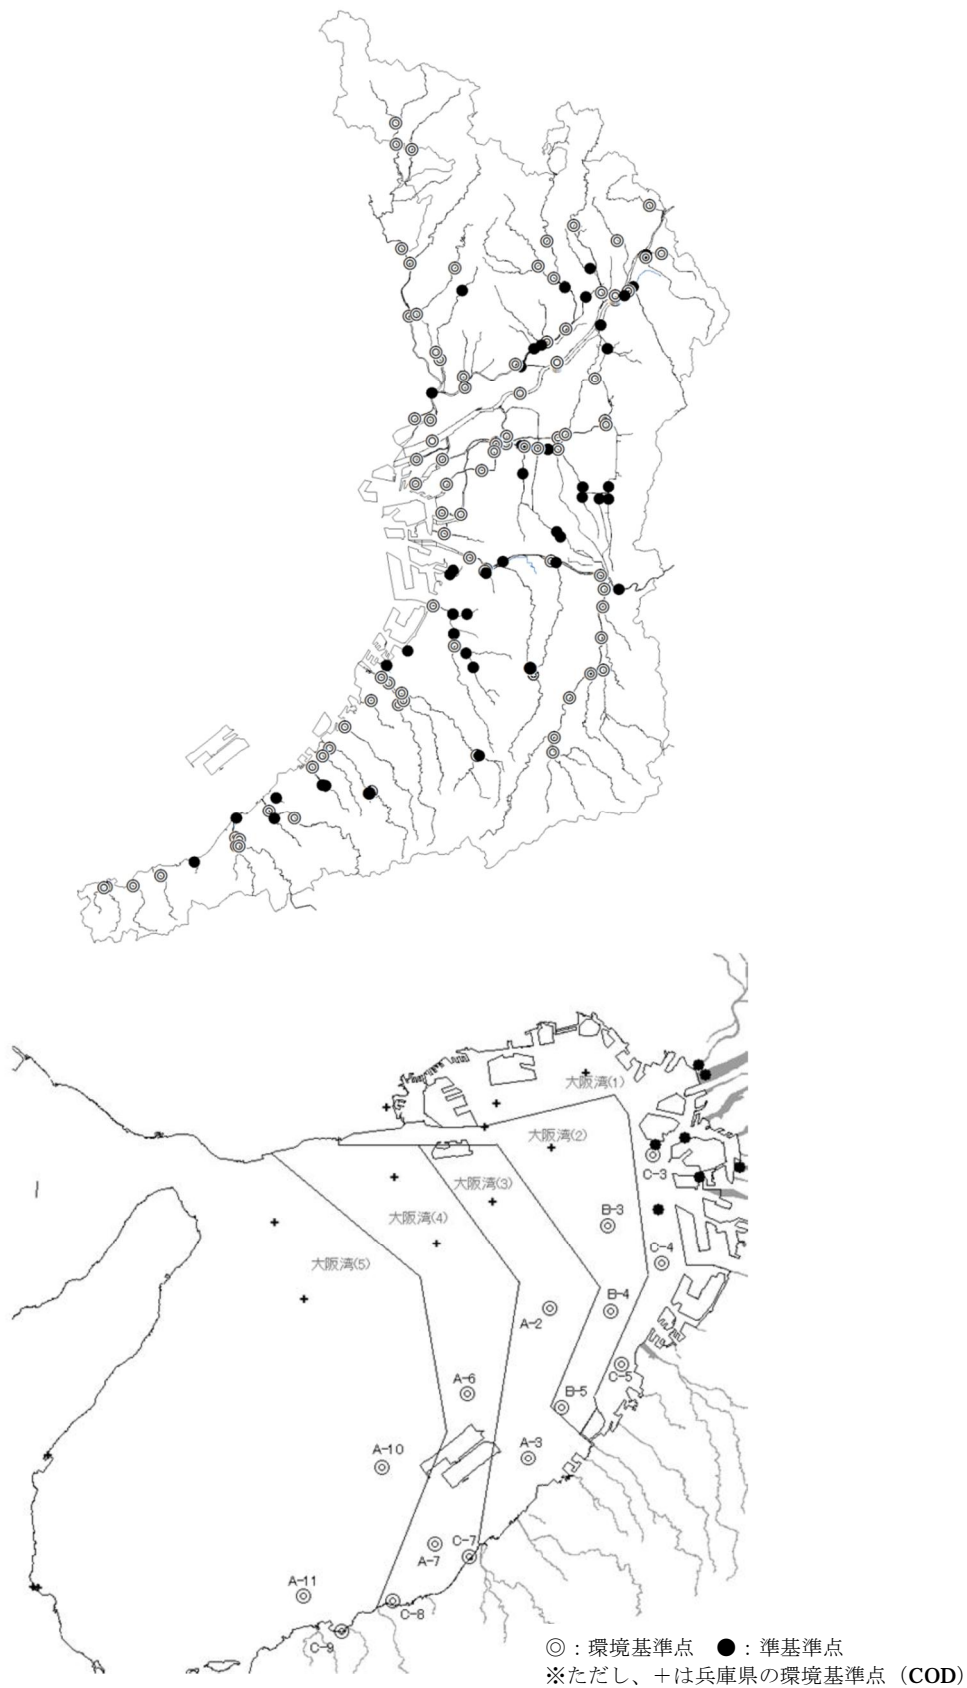 大阪湾(1)
大阪湾(2)
C-3
大阪湾(3)
B-3
大阪湾(4)
C-4
大阪湾(5)
B-4
A-2
C-5
A-6
B-5
A-10
A-3
C-7
A-7
A-11
C-8
C-9
◎：環境基準点　●：準基準点
※ただし、＋は兵庫県の環境基準点（COD）